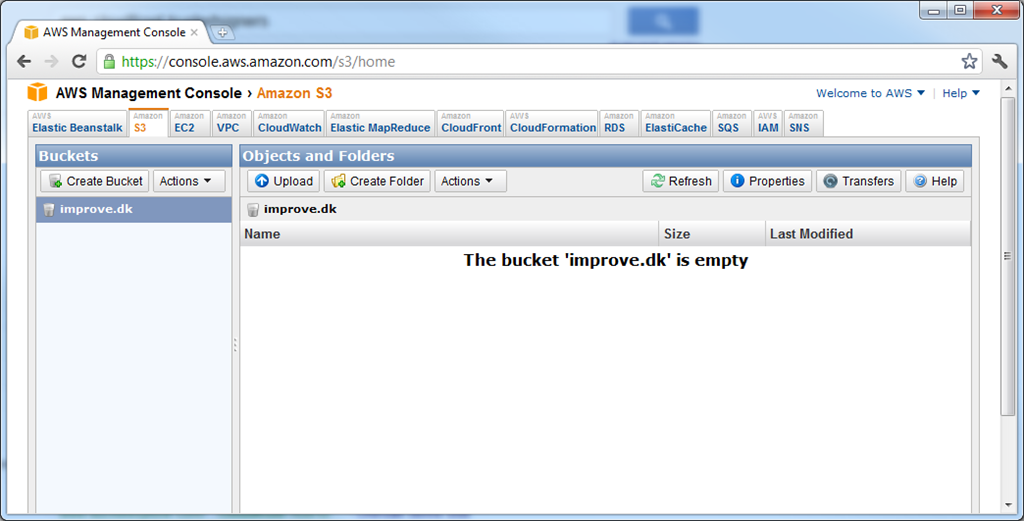 AWS Management Console
https://console.aws.amazon.com/s3/home
AWS Management Console › Amazon S3
Welcome to AWS | Help
AWS Elastic Beanstalk
Amazon S3
Amazon EC2
Amazon VPC
Amazon CloudWatch
Amazon Elastic MapReduce
Amazon CloudFront
AWS CloudFormation
Amazon RDS
Amazon ElastiCache
Amazon SQS
AWS IAM
Amazon SNS
Buckets
Create Bucket Actions
improve.dk
Objects and Folders
Upload Create Folder Actions Refresh Properties Transfers Help
improve.dk
Name Size Last Modified
The bucket 'improve.dk' is empty